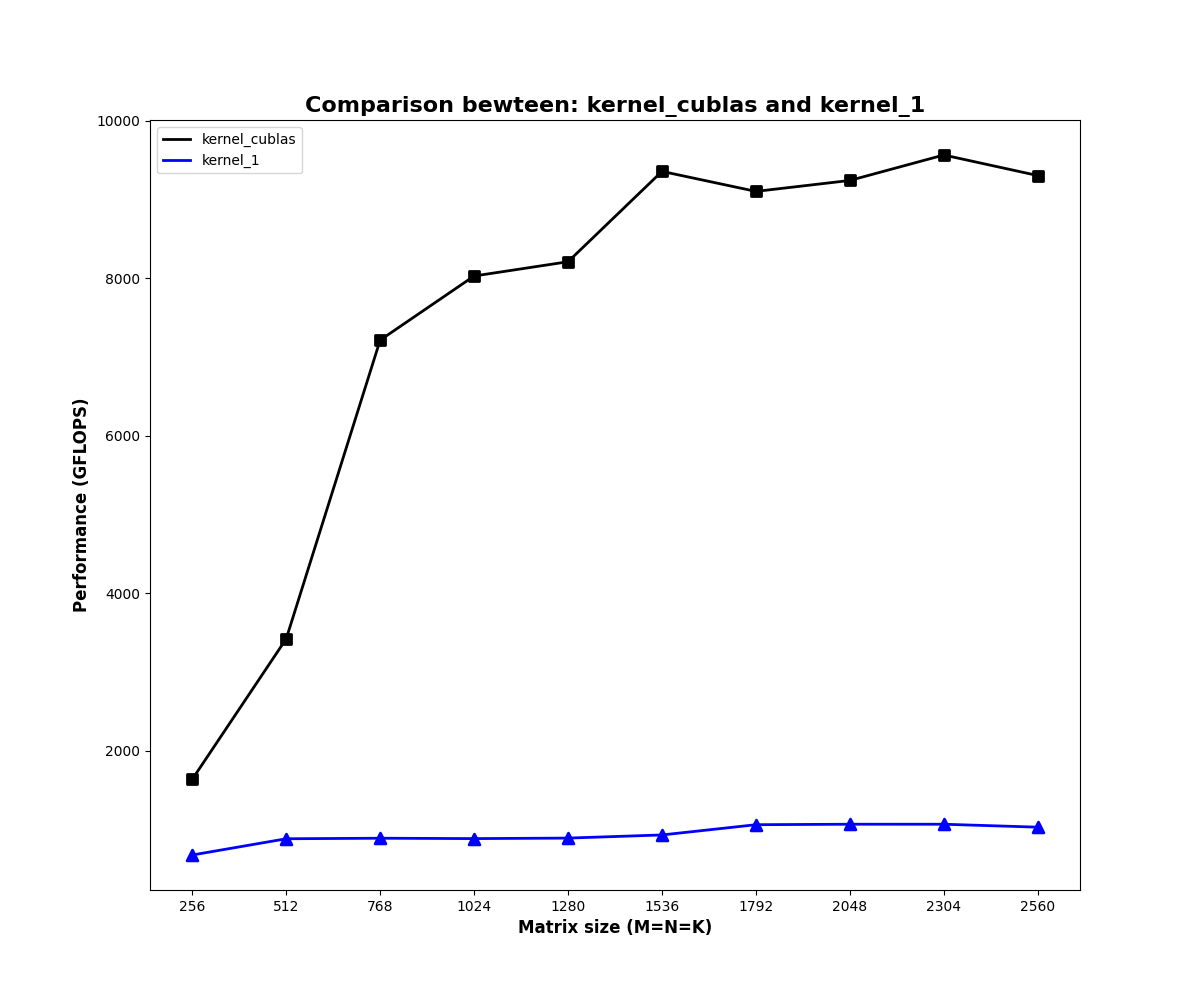 Comparison bewteen: kernel_cublas and kernel_1
kernel_cublas
kernel_1
Performance (GFLOPS)
10000
8000
6000
4000
2000
256 512 768 1024 1280 1536 1792 2048 2304 2560
Matrix size (M=N=K)